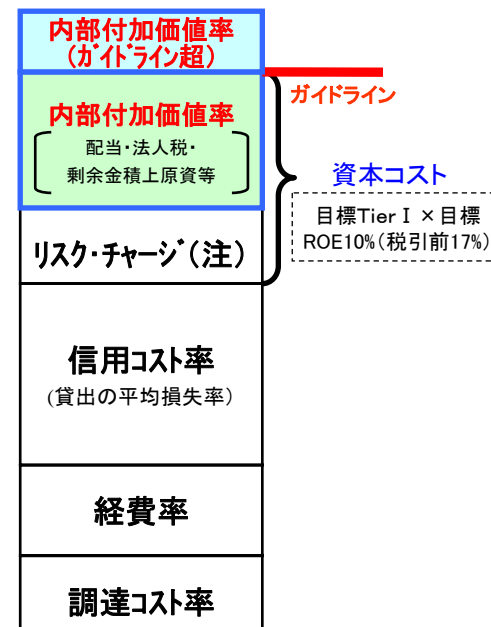 内部付加価値率
(ガイドライン超)
ガイドライン
内部付加価値率
配当・法人税・
剰余金積上原資等
資本コスト
目標TierⅠ×目標
ROE10%(税引前17%)
リスク・チャージ(注)
信用コスト率
(貸出の平均損失率)
経費率
調達コスト率